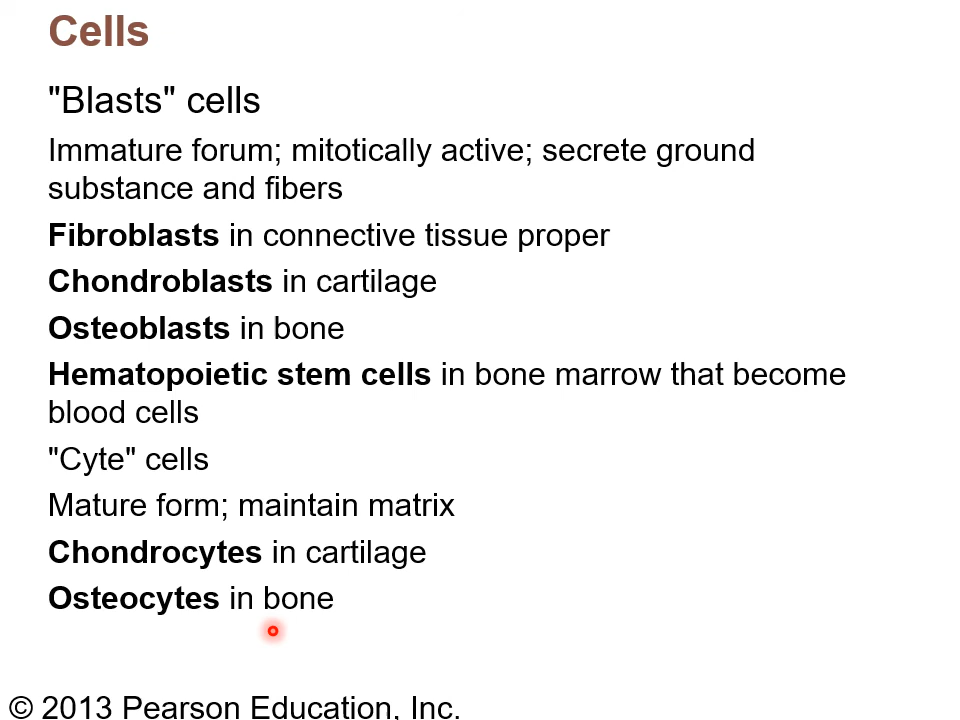 Cells
"Blasts" cells
Immature forum; mitotically active; secrete ground
substance and fibers
Fibroblasts in connective tissue proper
Chondroblasts in cartilage
Osteoblasts in bone
Hematopoietic stem cells in bone marrow that become
blood cells
"Cyte" cells
Mature form; maintain matrix
Chondrocytes in cartilage
Osteocytes in bone
© 2013 Pearson Education, Inc.